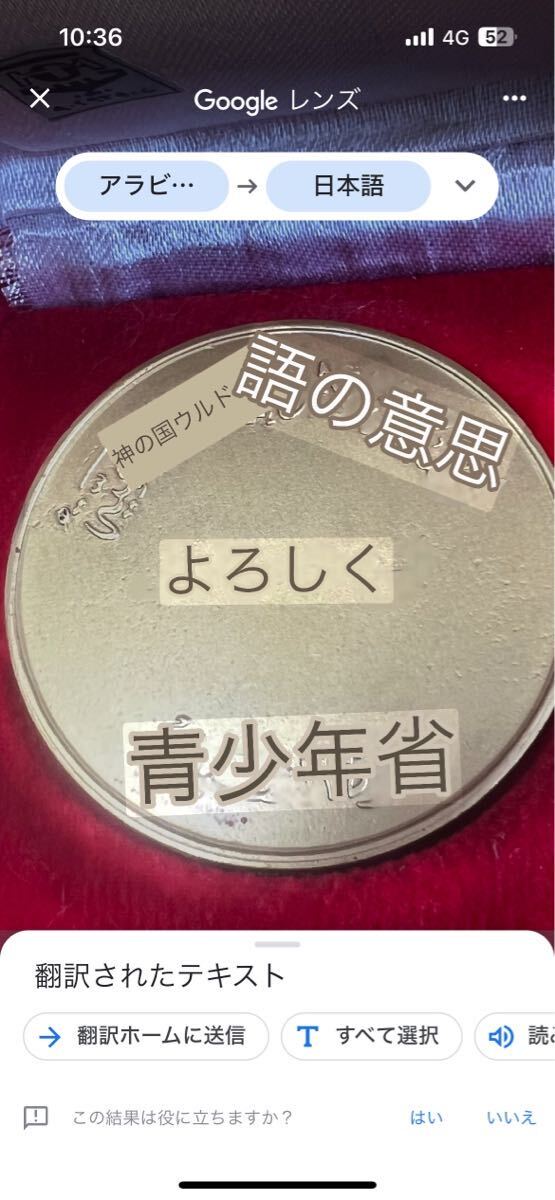 10:36
4G 52
Google レンズ
アラビ… → 日本語
神の国ウルド
語の意思
よろしく
青少年省
翻訳されたテキスト
翻訳ホームに送信
すべて選択
この結果は役に立ちますか?
はい
いいえ